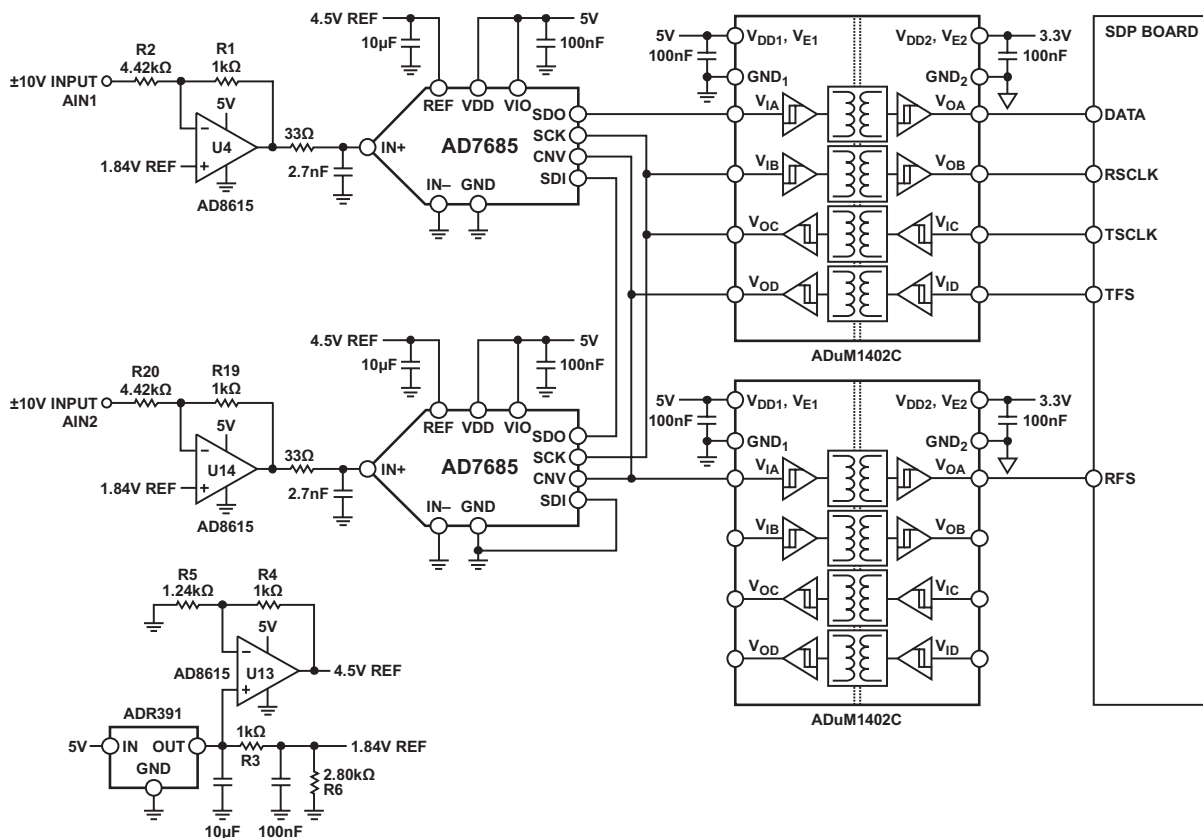 4.5V REF
10µF
5V
100nF
R2
4.42kΩ
R1
1kΩ
±10V INPUT
AIN1
5V
−
U4
+
1.84V REF
AD8615
33Ω
2.7nF
REF
VDD
VIO
IN+
AD7685
IN–
GND
SDO
SCK
CNV
SDI
5V
100nF
VDD1, VE1
GND1
VDD2, VE2
GND2
3.3V
100nF
VIA
VOA
VIB
VOB
VOC
VIC
VOD
VID
ADuM1402C
SDP BOARD
DATA
RSCLK
TSCLK
TFS
RFS
4.5V REF
10µF
5V
100nF
R20
4.42kΩ
R19
1kΩ
±10V INPUT
AIN2
5V
−
U14
+
1.84V REF
AD8615
33Ω
2.7nF
REF
VDD
VIO
IN+
AD7685
IN–
GND
SDO
SCK
CNV
SDI
5V
100nF
VDD1, VE1
GND1
VDD2, VE2
GND2
3.3V
100nF
VIA
VOA
VIB
VOB
VOC
VIC
VOD
VID
ADuM1402C
R5
1.24kΩ
R4
1kΩ
5V
−
AD8615
U13
+
4.5V REF
ADR391
5V
IN
OUT
GND
1kΩ
R3
1.84V REF
2.80kΩ
R6
10µF
100nF